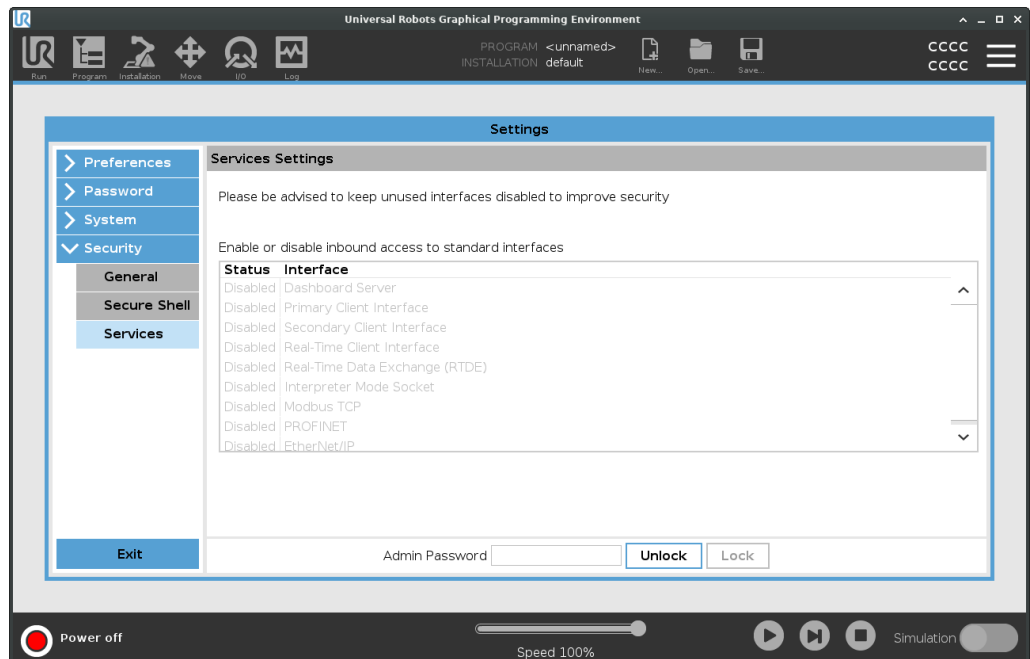 Universal Robots Graphical Programming Environment
Run
Program
Installation
Move
I/O
Log
PROGRAM <unnamed>
INSTALLATION default
New...
Open...
Save...
CCCC
CCCC
Settings
Preferences
Password
System
Security
General
Secure Shell
Services
Exit
Services Settings
Please be advised to keep unused interfaces disabled to improve security
Enable or disable inbound access to standard interfaces
Status Interface
Disabled Dashboard Server
Disabled Primary Client Interface
Disabled Secondary Client Interface
Disabled Real-Time Client Interface
Disabled Real-Time Data Exchange (RTDE)
Disabled Interpreter Mode Socket
Disabled Modbus TCP
Disabled PROFINET
Disabled EtherNet/IP
Admin Password Unlock Lock
Power off
Speed 100%
Simulation